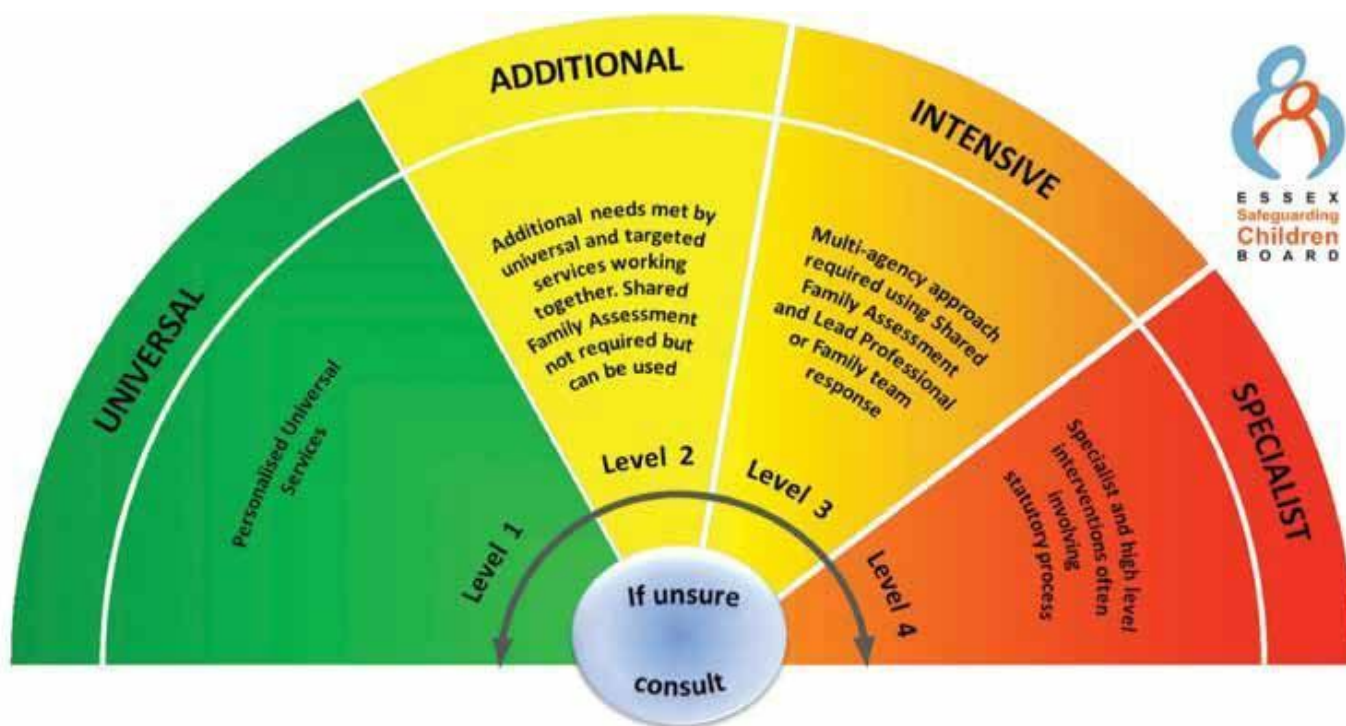 UNIVERSAL
Personalised Universal
Services
Level 1
ADDITIONAL
Additional needs met by
universal and targeted
services working
together. Shared
Family Assessment
not required but
can be used
Level 2
INTENSIVE
Multi-agency approach
required using Shared
Family Assessment
and Lead Professional
or Family team
response
Level 3
SPECIALIST
Specialist and high level
interventions often
involving
statutory process
Level 4
If unsure
consult
ESSEX
Safeguarding
Children
BOARD